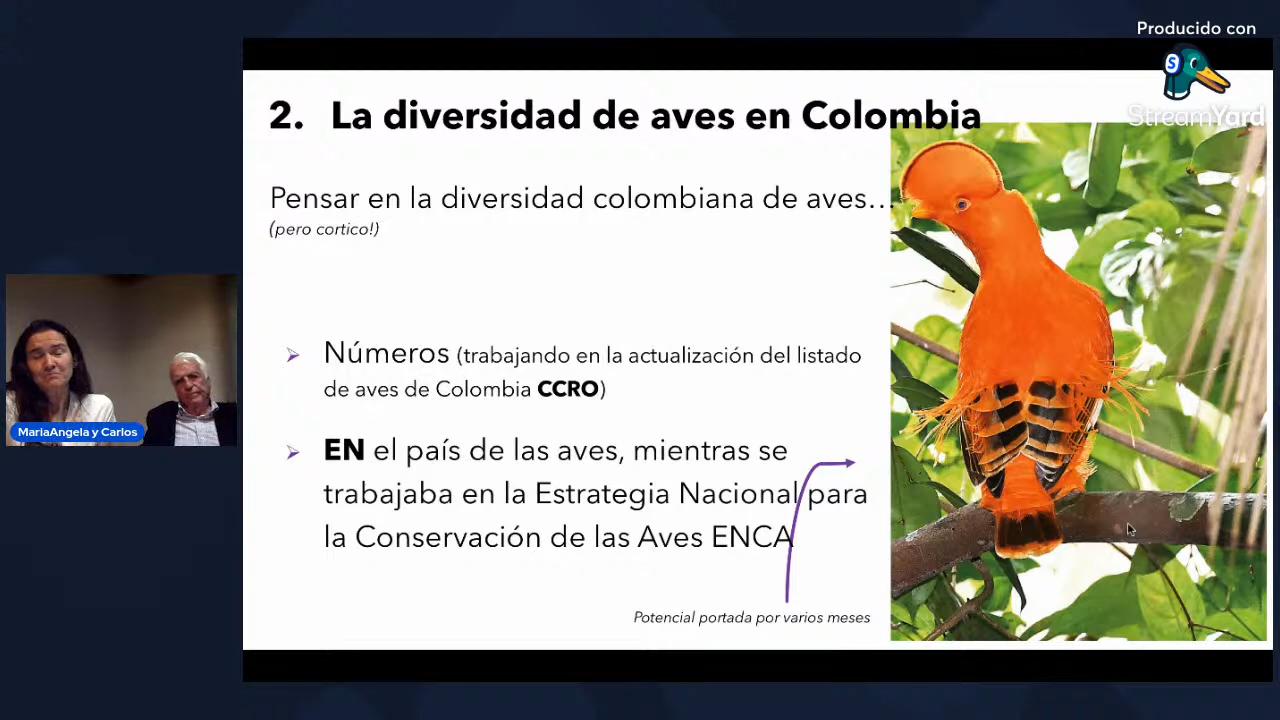 Producido con
S
StreamYard
2. La diversidad de aves en Colombia
Pensar en la diversidad colombiana de aves...
(pero cortico!)
Números (trabajando en la actualización del listado
de aves de Colombia CCRO)
EN el país de las aves, mientras se
trabajaba en la Estrategia Nacional para
la Conservación de las Aves ENCA
Potencial portada por varios meses
MariaAngela y Carlos